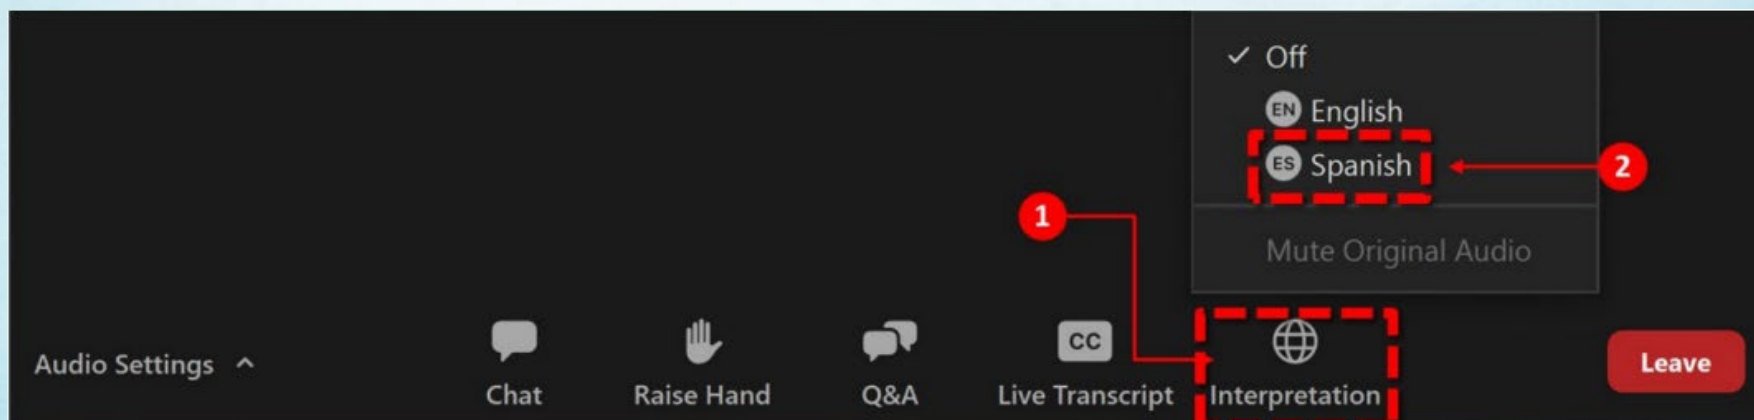 Off
EN English
ES Spanish
2
1
Mute Original Audio
Audio Settings
Chat
Raise Hand
Q&A
CC
Live Transcript
Interpretation
Leave